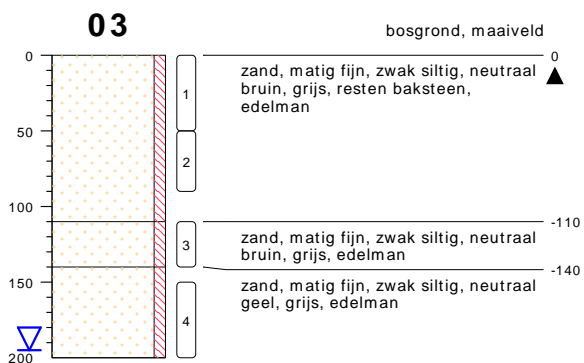 03
bosgrond, maaiveld
0
0
zand, matig fijn, zwak siltig, neutraal
bruin, grijs, resten baksteen,
edelman
1
50
2
100
-110
zand, matig fijn, zwak siltig, neutraal
bruin, grijs, edelman
3
-140
150
zand, matig fijn, zwak siltig, neutraal
geel, grijs, edelman
4
200